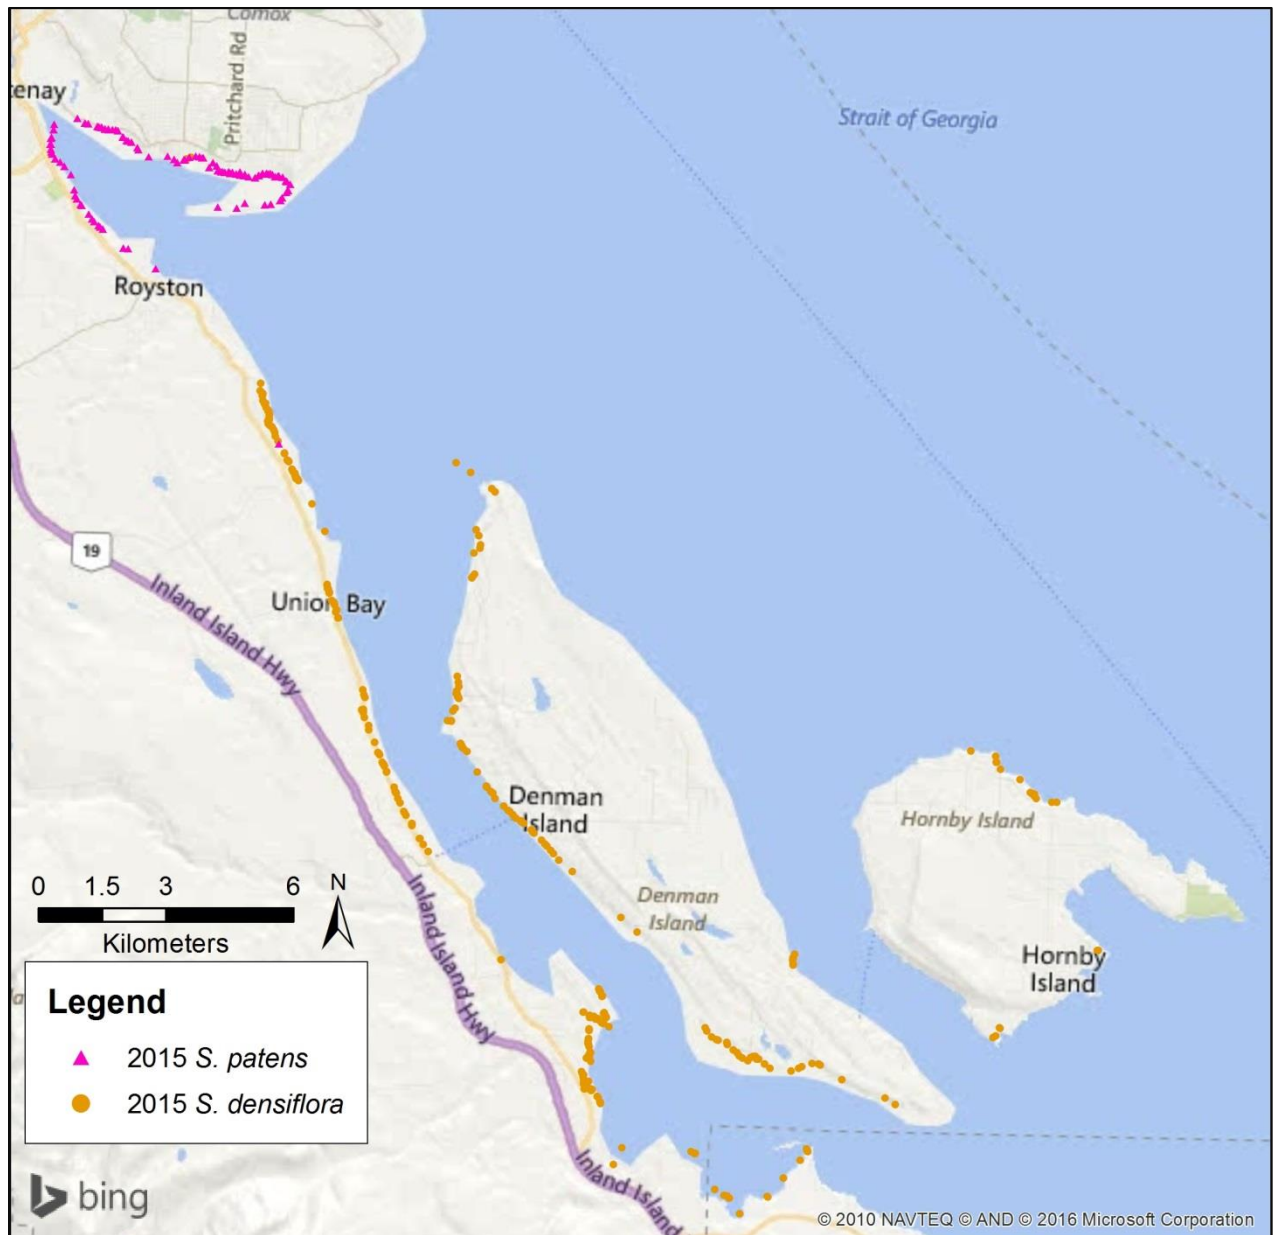 Comox
Pritchard Rd
tenay
Strait of Georgia
Royston
19
Inland Island Hwy
Union Bay
Denman
Island
Hornby Island
Denman
Island
Hornby
Island
Inland Island Hwy
Inland Island
0 1.5 3 6
Kilometers
N
Legend
2015 S. patens
2015 S. densiflora
bing
© 2010 NAVTEQ © AND © 2016 Microsoft Corporation